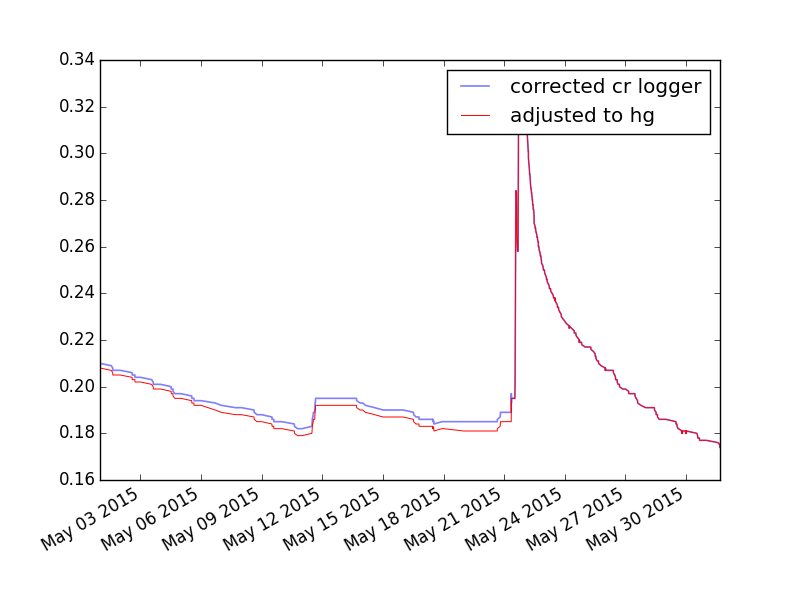 0.34
0.32
0.30
0.28
0.26
0.24
0.22
0.20
0.18
0.16
corrected cr logger
adjusted to hg
May 03 2015
May 06 2015
May 09 2015
May 12 2015
May 15 2015
May 18 2015
May 21 2015
May 24 2015
May 27 2015
May 30 2015